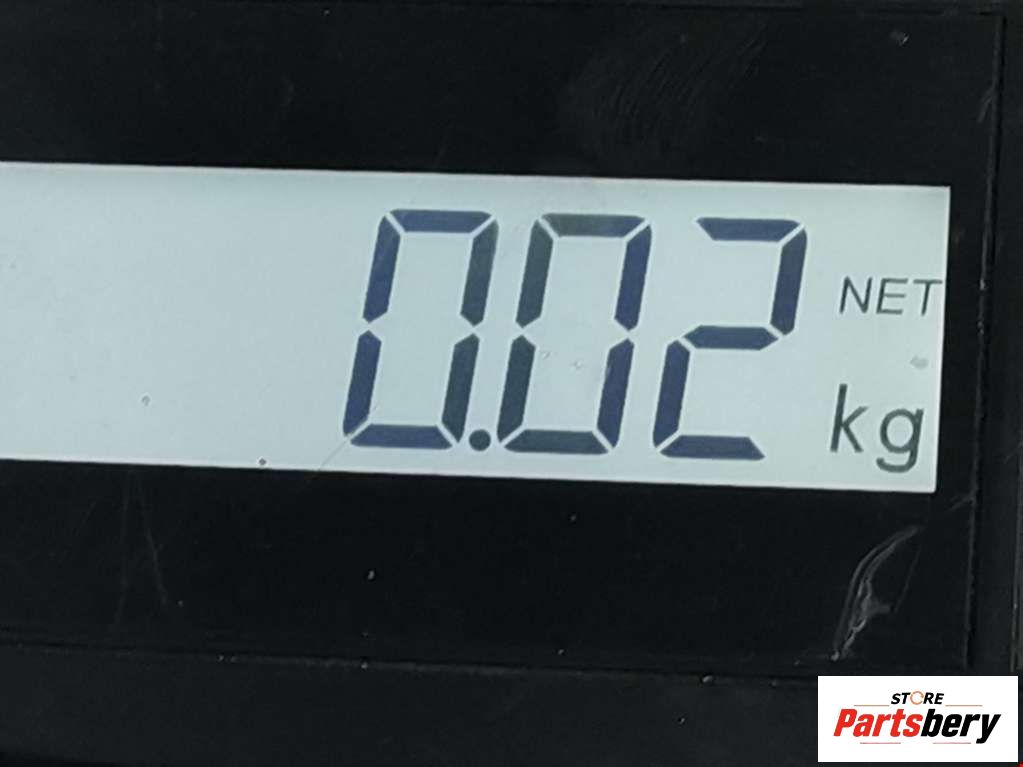 0.02 NET
kg
STORE
Partsbery